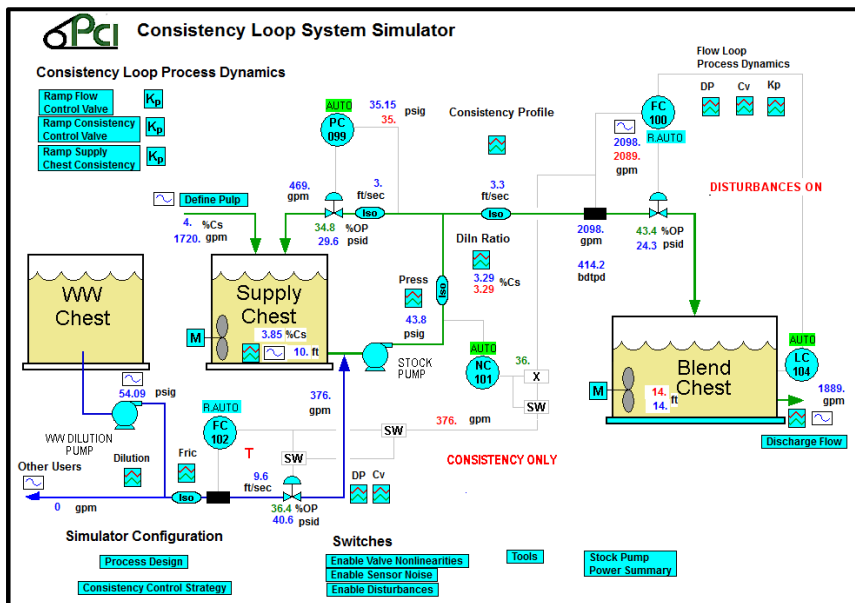 PCI
Consistency Loop System Simulator
Consistency Loop Process Dynamics
Ramp Flow
Control Valve
Kp
Ramp Consistency
Control Valve
Kp
Ramp Supply
Chest Consistency
Kp
AUTO
PC
099
35.15
35.
psig
Consistency Profile
Flow Loop
Process Dynamics
DP
Cv
Kp
FC
100
R.AUTO
2098.
2089.
gpm
DISTURBANCES ON
Define Pulp
4. %Cs
1720. gpm
469.
gpm
3.
ft/sec
Iso
34.8 %OP
29.6 psid
3.3
ft/sec
Iso
2098.
gpm
414.2
bdtpd
43.4 %OP
24.3 psid
Diln Ratio
3.29
3.29
%Cs
WW
Chest
Supply
Chest
M
3.85 %Cs
10. ft
Press
43.8
psig
Iso
STOCK
PUMP
AUTO
NC
101
36.
X
SW
AUTO
LC
104
Blend
Chest
M
14.
14.
ft
1889.
gpm
Discharge Flow
54.09 psig
WW DILUTION
PUMP
376.
gpm
R.AUTO
FC
102
T
376. gpm
SW
SW
CONSISTENCY ONLY
Other Users
0 gpm
Dilution
Fric
Iso
9.6
ft/sec
36.4 %OP
40.6 psid
DP
Cv
Simulator Configuration
Process Design
Consistency Control Strategy
Switches
Enable Valve Nonlinearities
Enable Sensor Noise
Enable Disturbances
Tools
Stock Pump
Power Summary